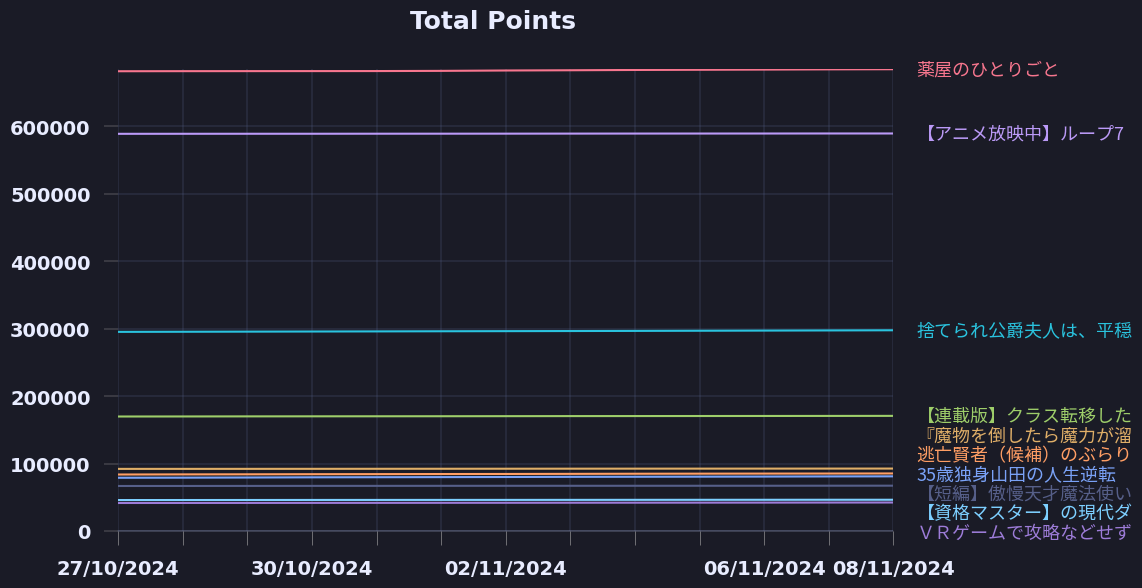 Total Points
薬屋のひとりごと
600000
【アニメ放映中】ループ7
500000
400000
300000
捨てられ公爵夫人は、平穏
200000
【連載版】クラス転移した
『魔物を倒したら魔力が溜
逃亡賢者（候補）のぶらり
100000
35歳独身山田の人生逆転
【短編】傲慢天才魔法使い
【資格マスター】の現代ダ
0
ＶＲゲームで攻略などせず
27/10/2024 30/10/2024 02/11/2024 06/11/2024 08/11/2024